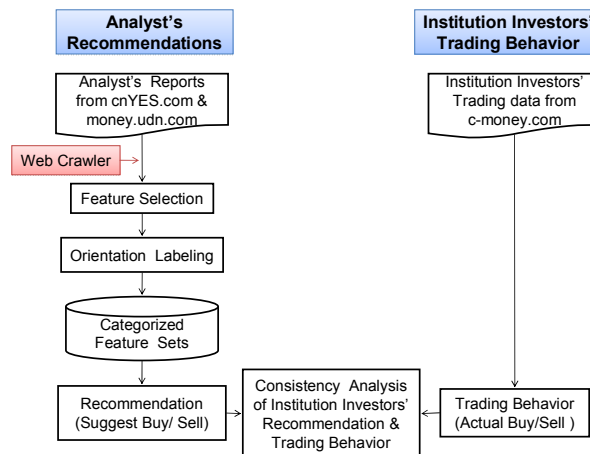 Analyst's
Recommendations
Institution Investors'
Trading Behavior
Analyst's Reports
from cnYES.com &
money.udn.com
Institution Investors'
Trading data from
c-money.com
Web Crawler
Feature Selection
Orientation Labeling
Categorized
Feature Sets
Recommendation
(Suggest Buy/ Sell)
Consistency Analysis
of Institution Investors'
Recommendation &
Trading Behavior
Trading Behavior
(Actual Buy/Sell )